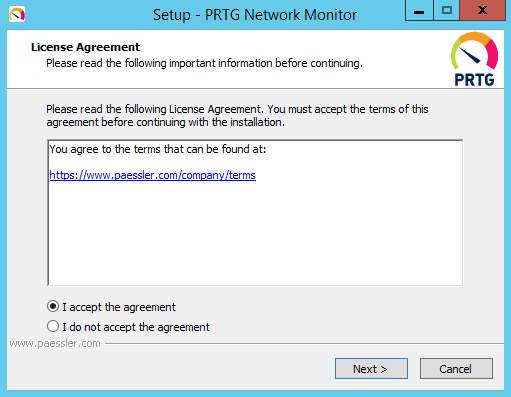 Setup - PRTG Network Monitor
License Agreement
Please read the following important information before continuing.
PRTG
Please read the following License Agreement. You must accept the terms of this
agreement before continuing with the installation.
You agree to the terms that can be found at:
https://www.paessler.com/company/terms
I accept the agreement
I do not accept the agreement
www.paessler.com
Next >
Cancel